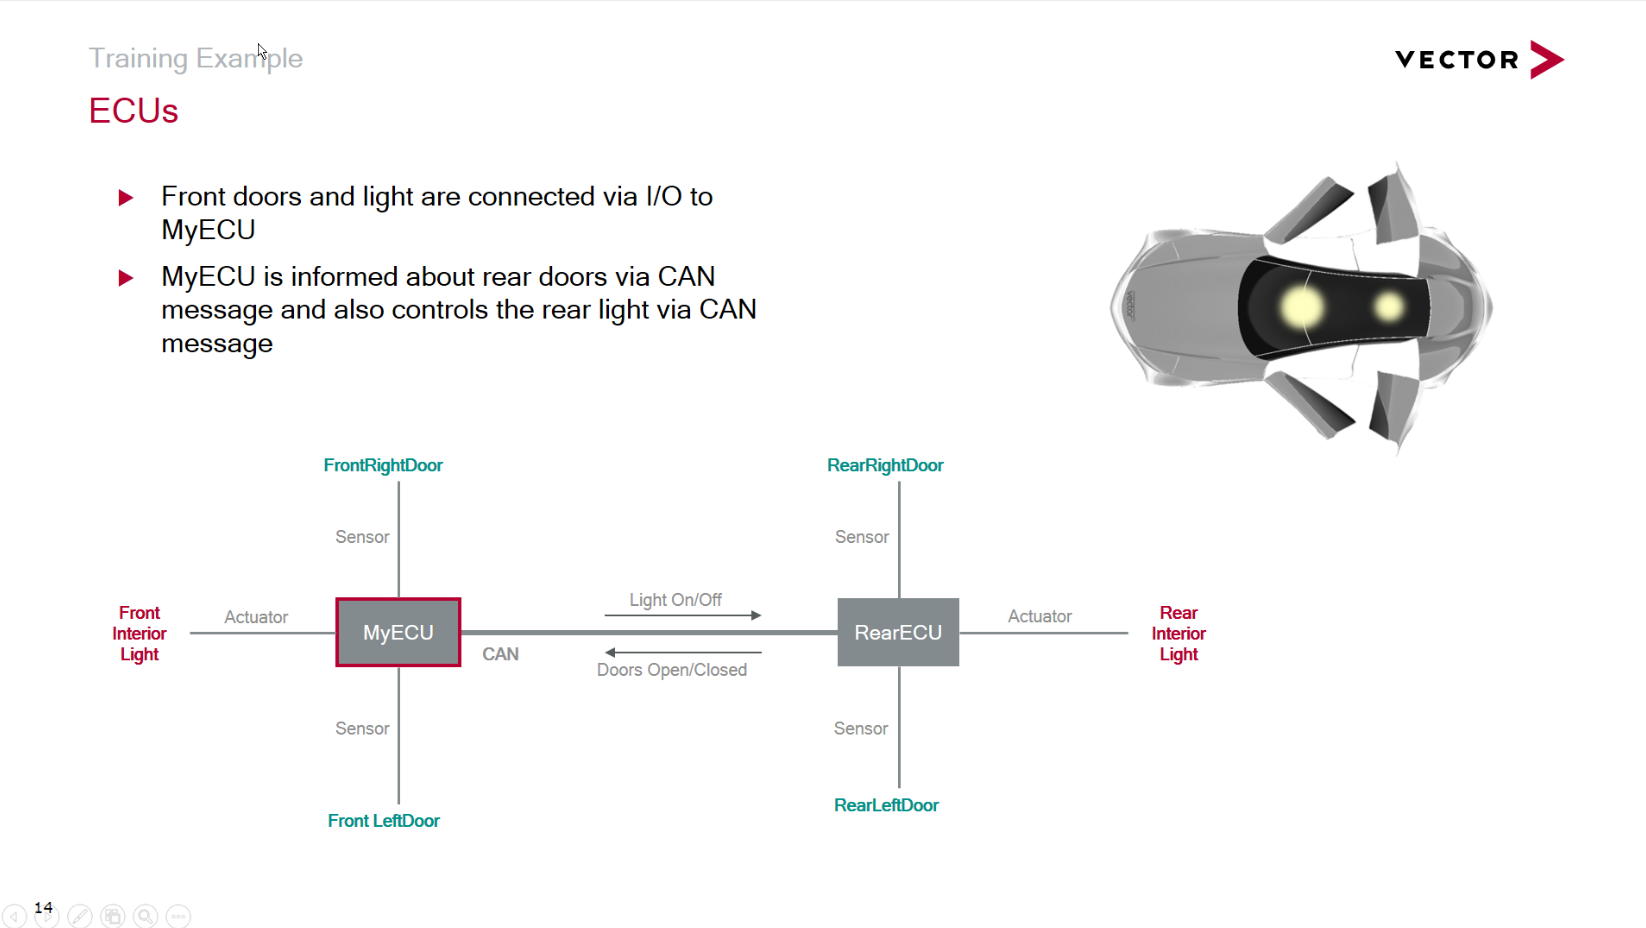 Training Example
VECTOR
ECUs
Front doors and light are connected via I/O to
MyECU
MyECU is informed about rear doors via CAN
message and also controls the rear light via CAN
message
FrontRightDoor
RearRightDoor
Sensor
Sensor
Front
Interior
Light
Actuator
MyECU
CAN
Light On/Off
Doors Open/Closed
RearECU
Actuator
Rear
Interior
Light
Sensor
Sensor
Front LeftDoor
RearLeftDoor
14